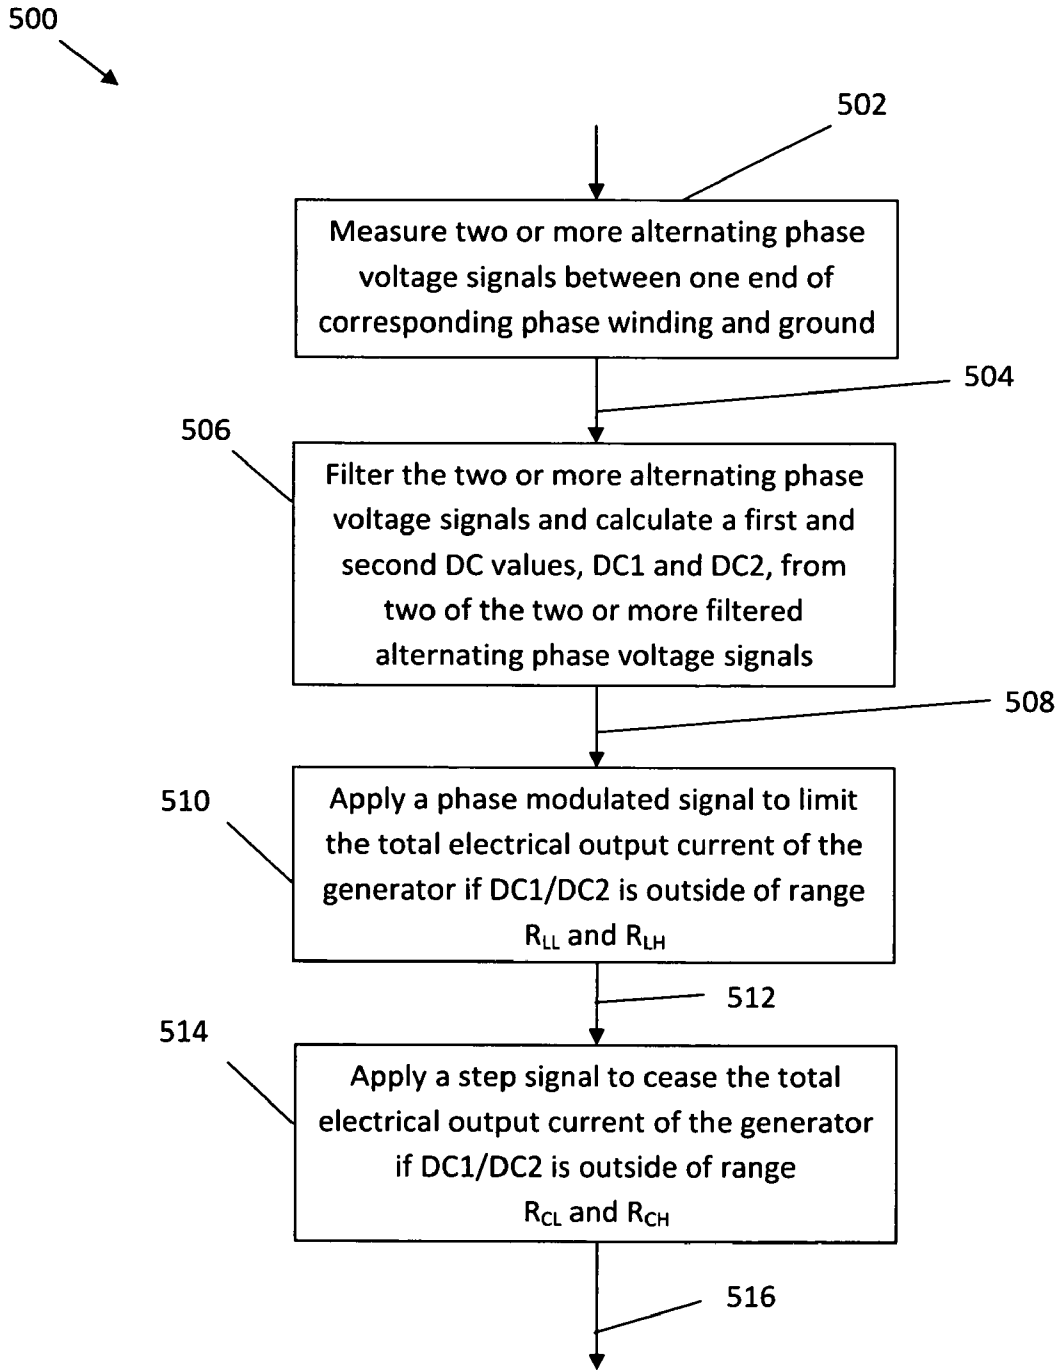 500
502
Measure two or more alternating phase
voltage signals between one end of
corresponding phase winding and ground
504
506
Filter the two or more alternating phase
voltage signals and calculate a first and
second DC values, DC1 and DC2, from
two of the two or more filtered
alternating phase voltage signals
508
510
Apply a phase modulated signal to limit
the total electrical output current of the
generator if DC1/DC2 is outside of range
R_LL and R_LH
512
514
Apply a step signal to cease the total
electrical output current of the generator
if DC1/DC2 is outside of range
R_CL and R_CH
516